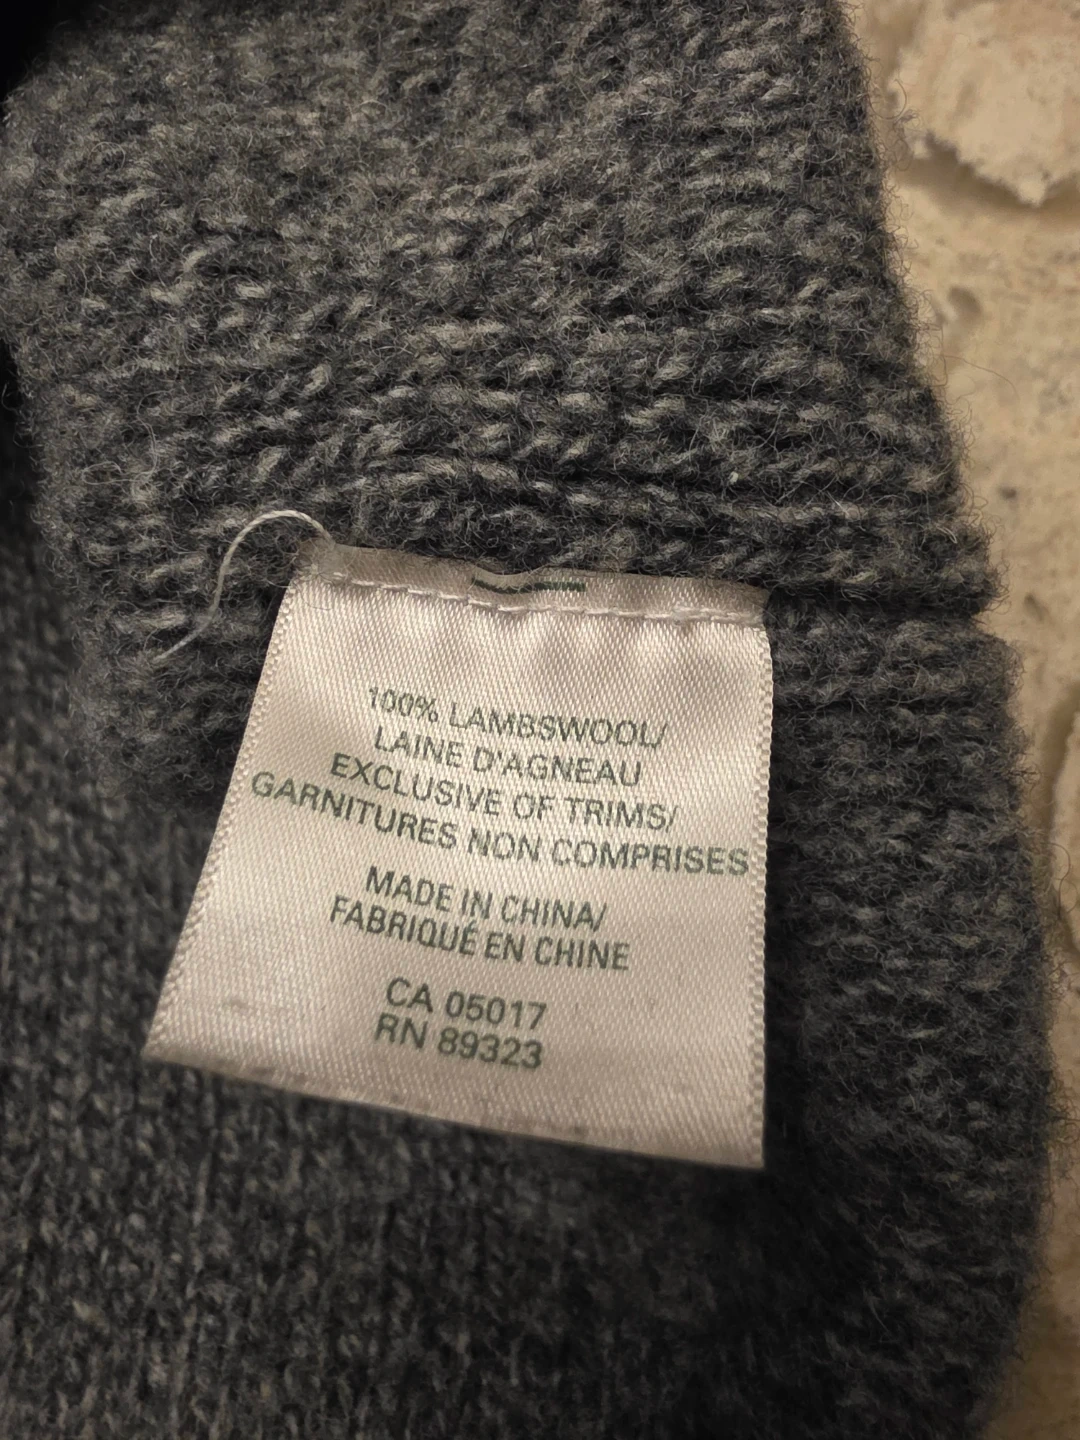 100% LAMBSWOOL/
LAINE D'AGNEAU
EXCLUSIVE OF TRIMS/
GARNITURES NON COMPRISES
MADE IN CHINA/
FABRIQUÉ EN CHINE
CA 05017
RN 89323